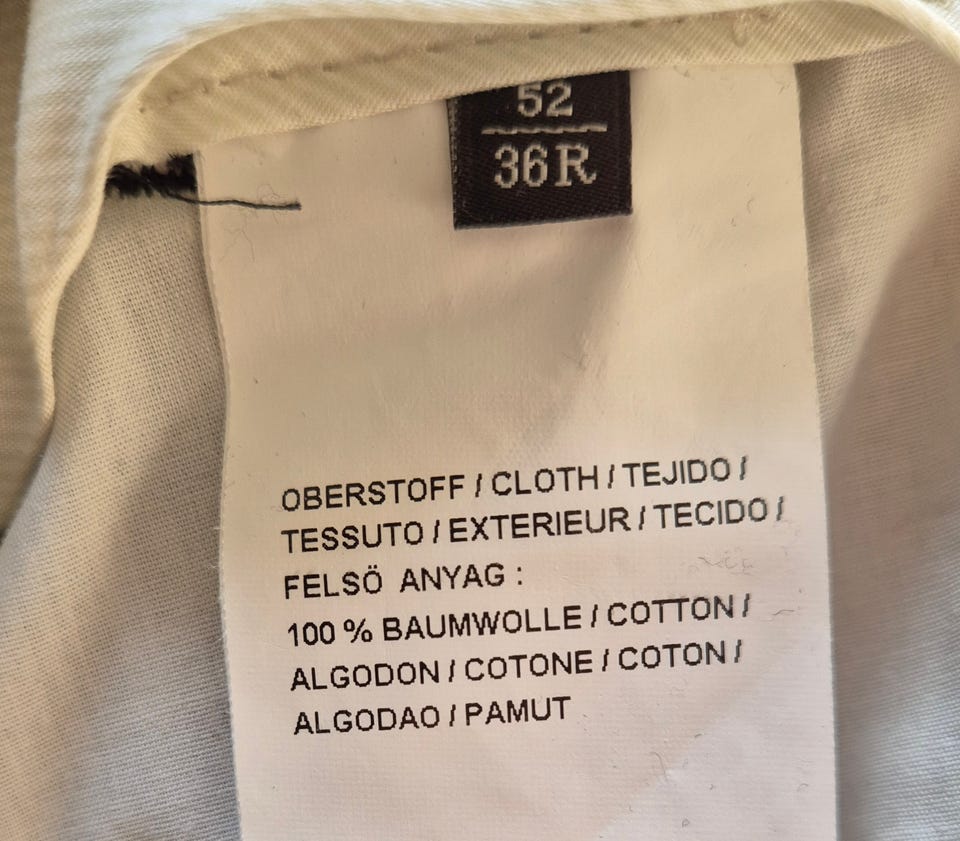 52
36R
OBERSTOFF / CLOTH / TEJIDO /
TESSUTO / EXTERIEUR / TECIDO /
FELSÖ ANYAG :
100 % BAUMWOLLE / COTTON /
ALGODON / COTONE / COTON /
ALGODAO / PAMUT